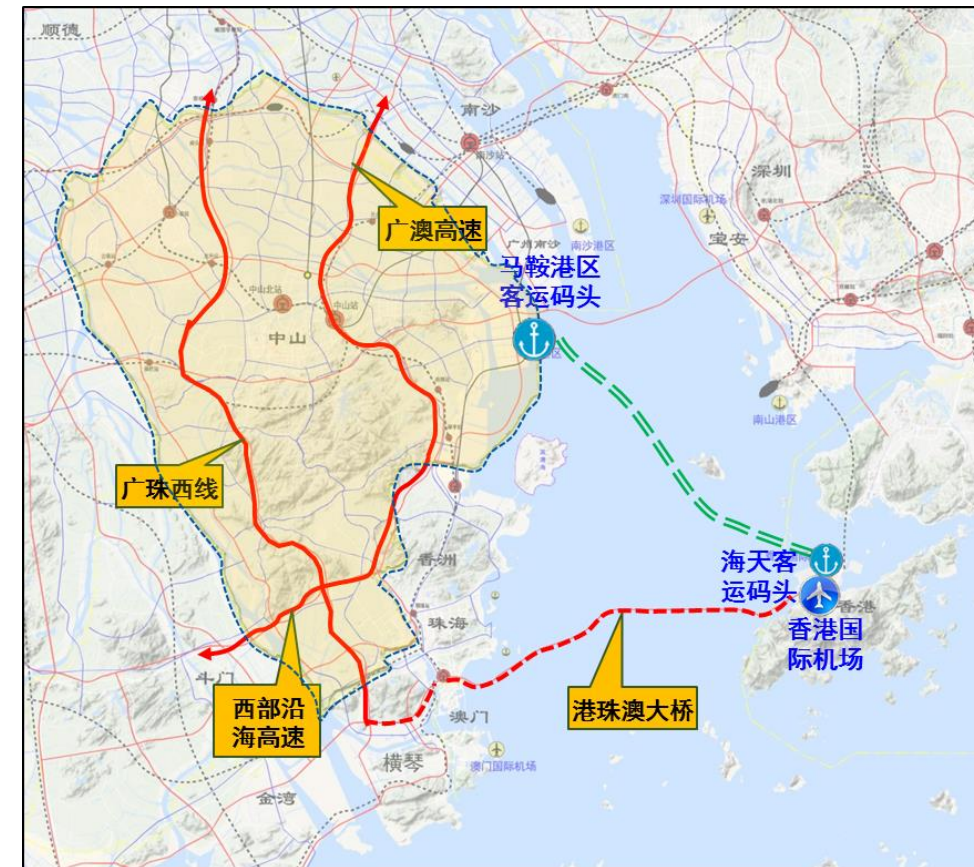 顺德
南沙
南沙站
深圳
深圳国际机场
宝安
广澳高速
广州南沙
南沙港区
马鞍港区
客运码头
中山北站
中山站
中山
南山港区
广珠西线
香洲
海天客
运码头
香港
香港国
际机场
珠海
斗门
西部沿
海高速
澳门
港珠澳大桥
横琴
澳门国际机场
金湾